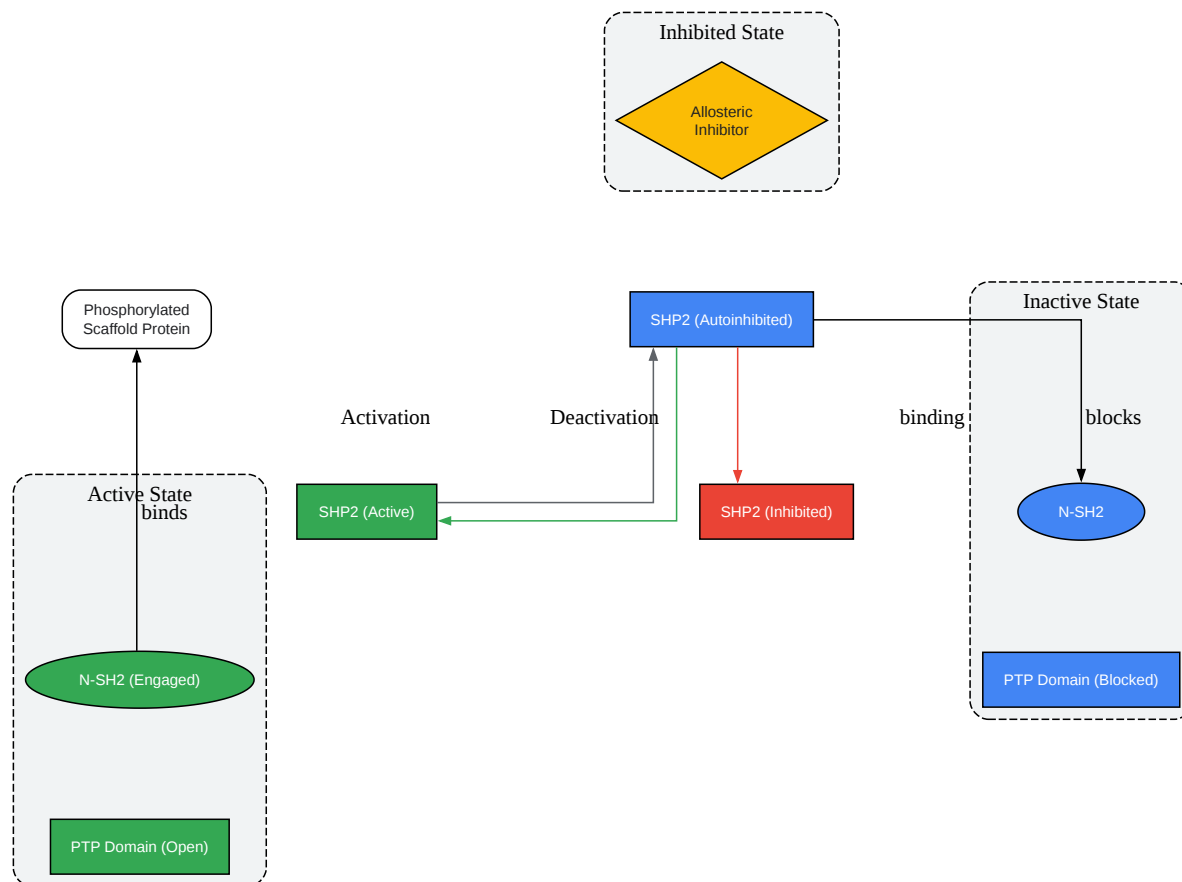 Inhibited State
Allosteric
Inhibitor
Phosphorylated
Scaffold Protein
SHP2 (Autoinhibited)
Inactive State
Activation
Deactivation
binding
blocks
Active State
binds
SHP2 (Active)
SHP2 (Inhibited)
N-SH2
N-SH2 (Engaged)
PTP Domain (Blocked)
PTP Domain (Open)